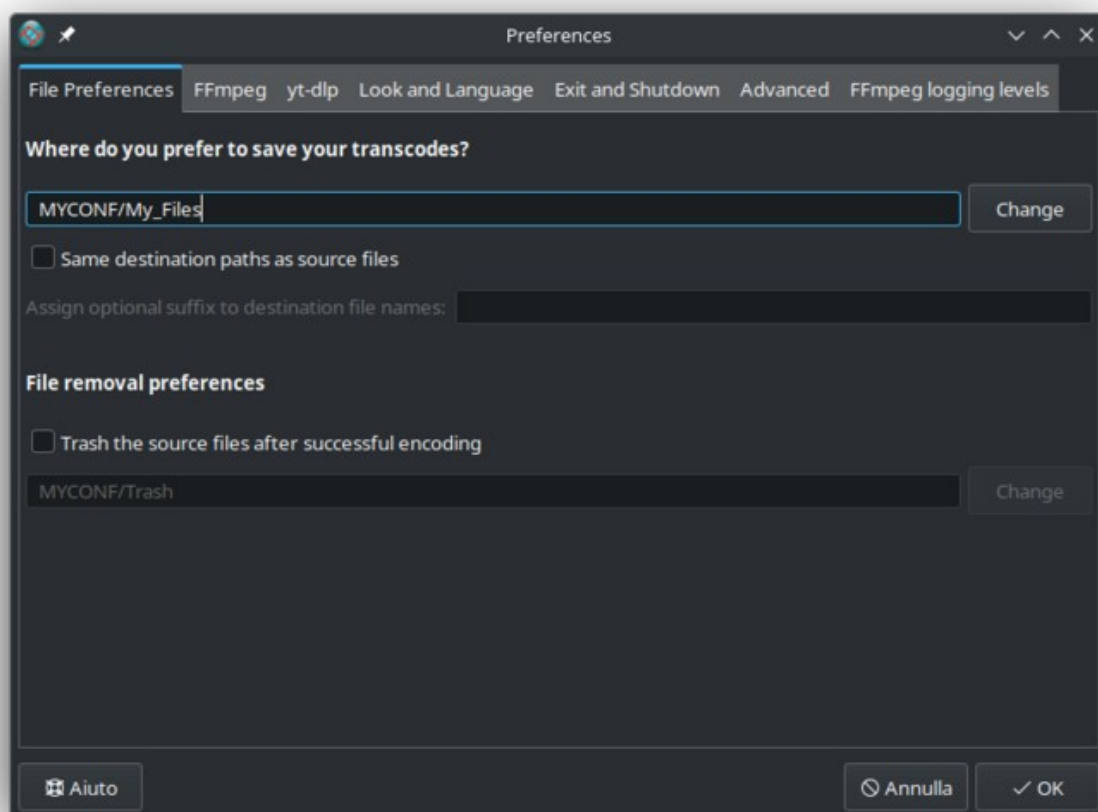 Preferences
File Preferences FFmpeg yt-dlp Look and Language Exit and Shutdown Advanced FFmpeg logging levels
Where do you prefer to save your transcodes?
MYCONF/My_Files Change
Same destination paths as source files
Assign optional suffix to destination file names:
File removal preferences
Trash the source files after successful encoding
MYCONF/Trash Change
Aiuto Annulla OK